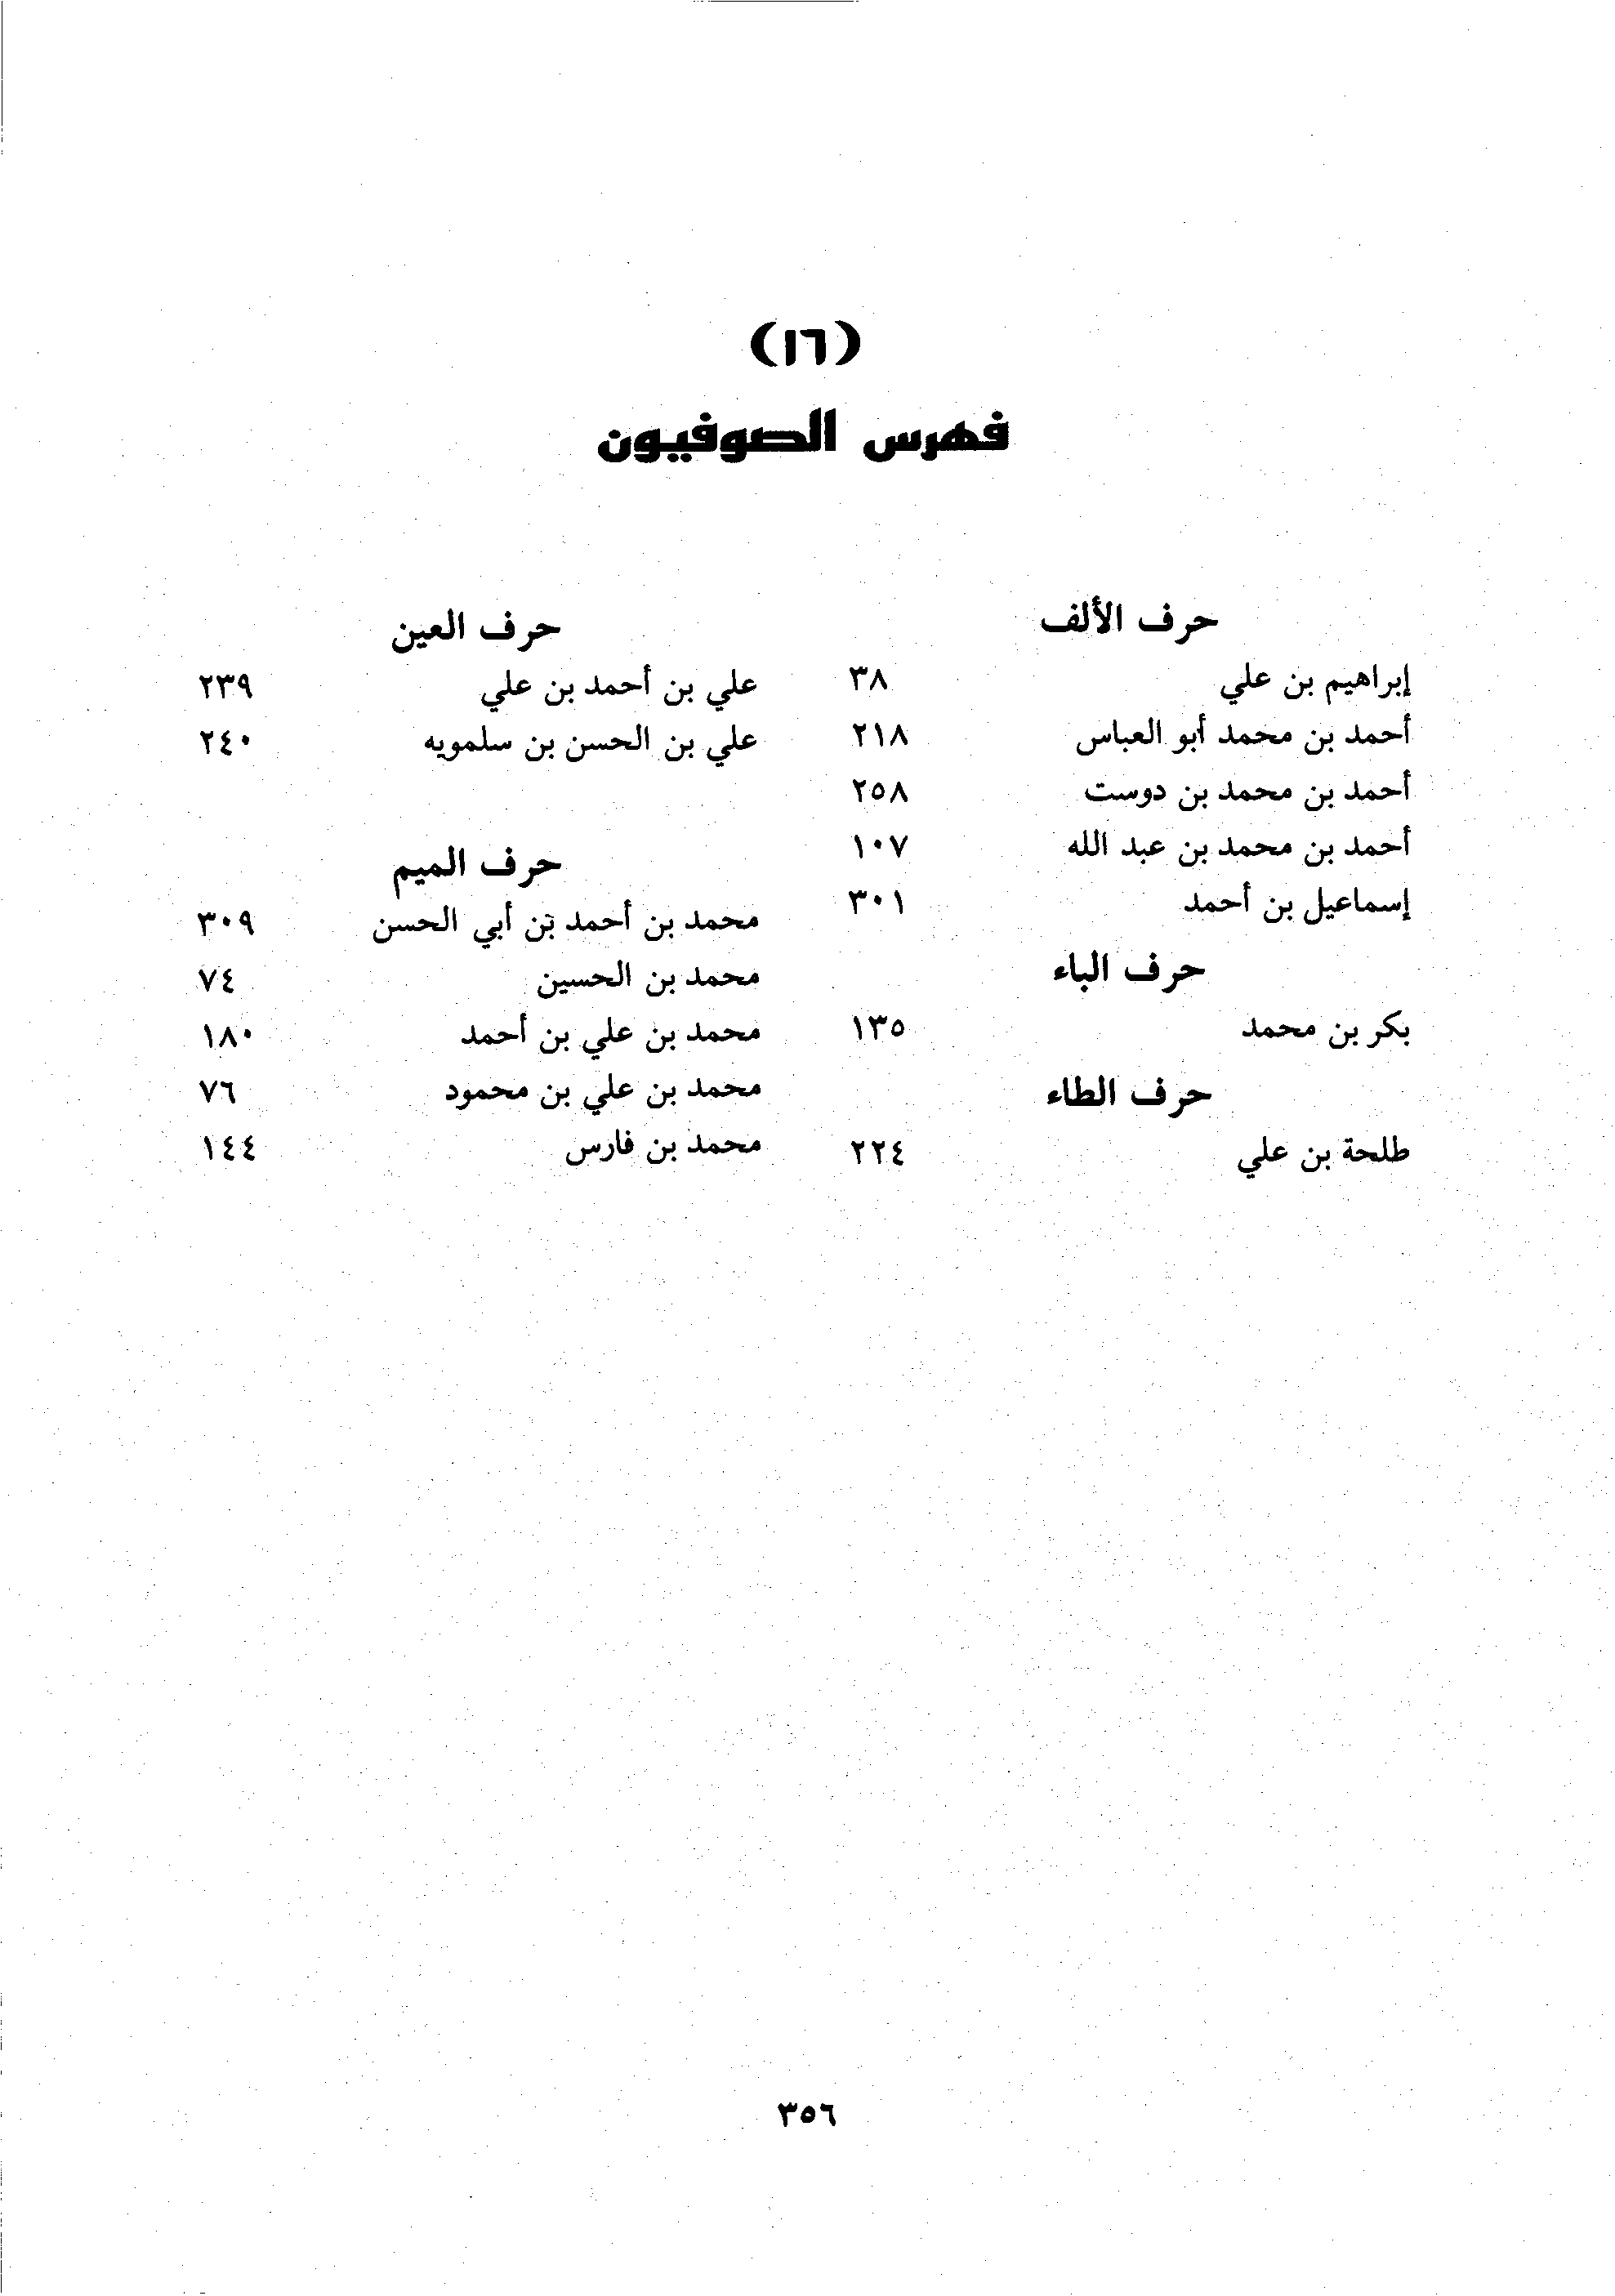 (١٦)
فهرس الصوفيون
حرف الألف
إبراهيم بن علي ٣٨
أحمد بن محمد أبو العباس ٢١٨
أحمد بن محمد بن دوست ٢٥٨
أحمد بن محمد بن عبد الله ١٠٧
إسماعيل بن أحمد ٣٠١
حرف الباء
بكر بن محمد ١٣٥
حرف الطاء
طلحة بن علي ٢٢٤
حرف العين
علي بن أحمد بن علي ٢٣٩
علي بن الحسن بن سلمويه ٢٤٠
حرف الميم
محمد بن أحمد بن أبي الحسن ٣٠٩
محمد بن الحسين ٧٤
محمد بن علي بن أحمد ١٨٠
محمد بن علي بن محمود ٧٦
محمد بن فارس ١٤٤
٣٥٦